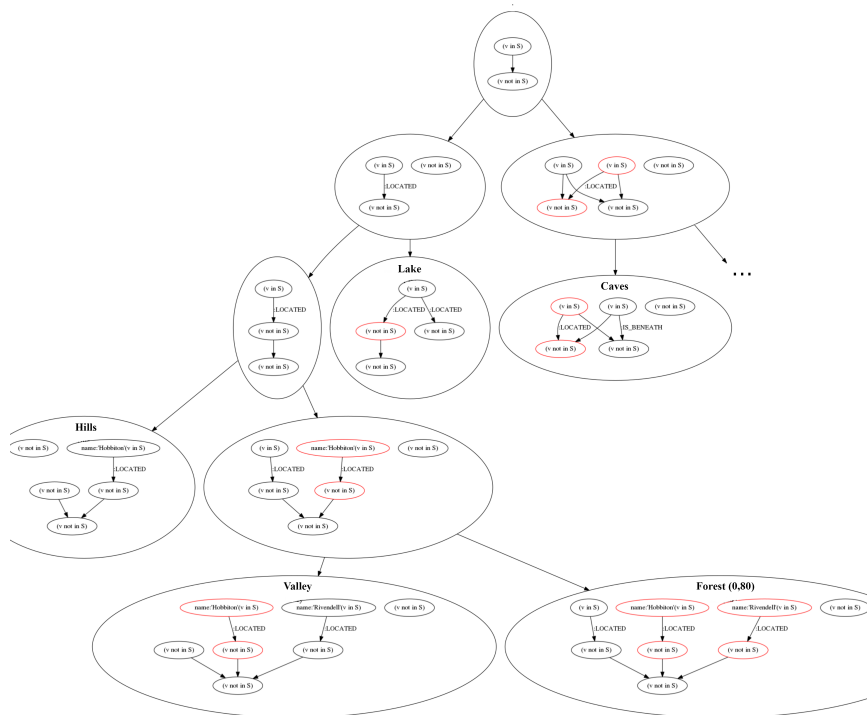 (v in S)
(v not in S)
(v in S)
(v not in S)
:LOCATED
(v not in S)
(v in S)
(v in S)
(v not in S)
:LOCATED
(v not in S)
(v not in S)
...
(v in S)
:LOCATED
(v not in S)
(v not in S)
Lake
(v in S)
:LOCATED
:LOCATED
(v not in S)
(v not in S)
(v not in S)
Caves
(v in S)
(v in S)
(v not in S)
:LOCATED
:IS_BENEATH
(v not in S)
(v not in S)
Hills
(v not in S)
name:'Hobbiton'(v in S)
:LOCATED
(v not in S)
(v not in S)
(v not in S)
(v in S)
name:'Hobbiton'(v in S)
(v not in S)
:LOCATED
:LOCATED
(v not in S)
(v not in S)
(v not in S)
Valley
name:'Hobbiton'(v in S)
name:'Rivendell'(v in S)
(v not in S)
:LOCATED
:LOCATED
(v not in S)
(v not in S)
(v not in S)
(v not in S)
Forest (0,80)
(v in S)
name:'Hobbiton'(v in S)
name:'Rivendell'(v in S)
(v not in S)
:LOCATED
:LOCATED
:LOCATED
(v not in S)
(v not in S)
(v not in S)
(v not in S)